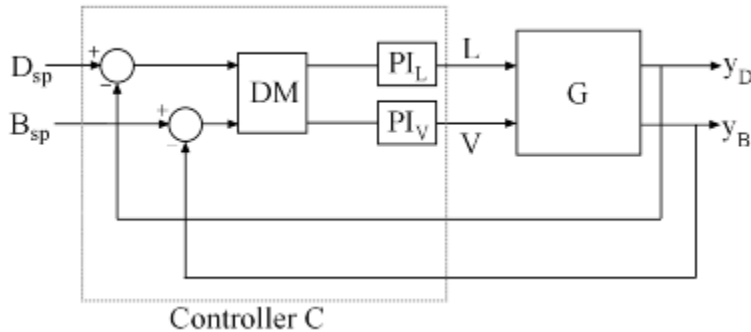 D_sp
B_sp
+
−
+
−
DM
PI_L
PI_V
L
V
G
y_D
y_B
Controller C